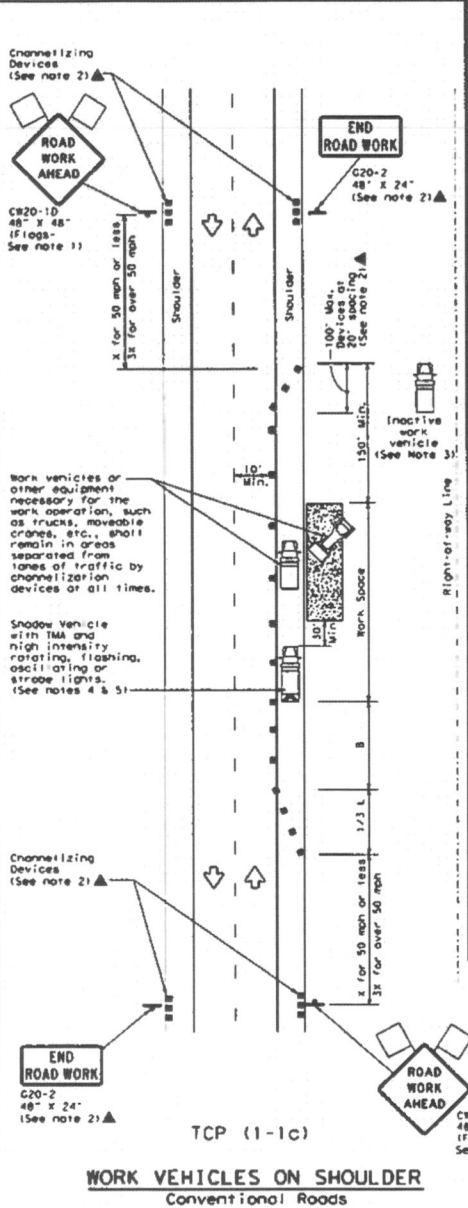 Channelizing
Devices
(See note 2)▲
ROAD
WORK
AHEAD
CW20-1D
48" X 48"
(Flags-
See note 1)
END
ROAD WORK
G20-2
48" X 24"
(See note 2)▲
X for 50 mph or less
3X for over 50 mph
Shoulder
Shoulder
100' Max.
Devices at
20' spacing
(See note 2)▲
150' Min.
Inactive
work
vehicle
(See Note 3)
Right-of-way Line
10'
Min.
Work vehicles or
other equipment
necessary for the
work operation, such
as trucks, moveable
cranes, etc., shall
remain in areas
separated from
lanes of traffic by
channelization
devices at all times.
Work Space
30'
Min.
Shadow Vehicle
with TMA and
high intensity
rotating, flashing,
oscillating or
strobe lights.
(See notes 4 & 5)
B
1/3 L
Channelizing
Devices
(See note 2)▲
X for 50 mph or less
3X for over 50 mph
END
ROAD WORK
G20-2
48" X 24"
(See note 2)▲
ROAD
WORK
AHEAD
CW
48
(F
Se
TCP (1-1c)
WORK VEHICLES ON SHOULDER
Conventional Roads